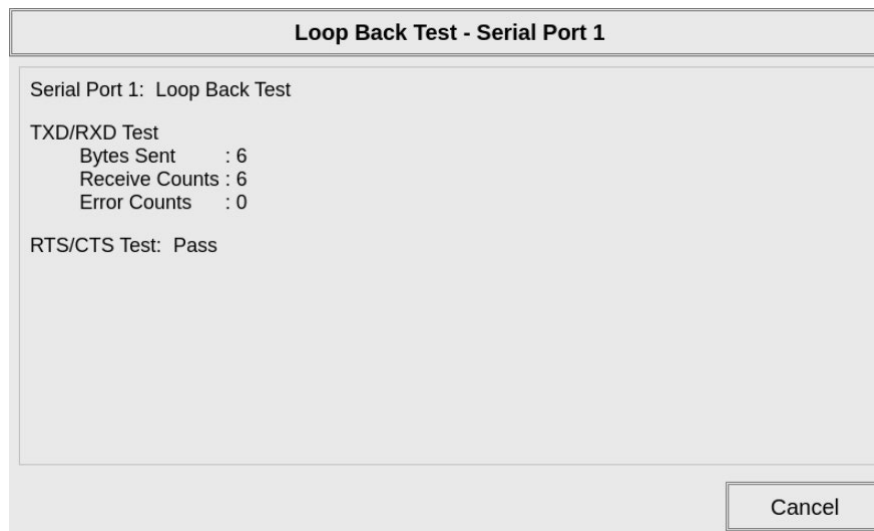 Loop Back Test - Serial Port 1
Serial Port 1: Loop Back Test
TXD/RXD Test
Bytes Sent : 6
Receive Counts : 6
Error Counts : 0
RTS/CTS Test: Pass
Cancel